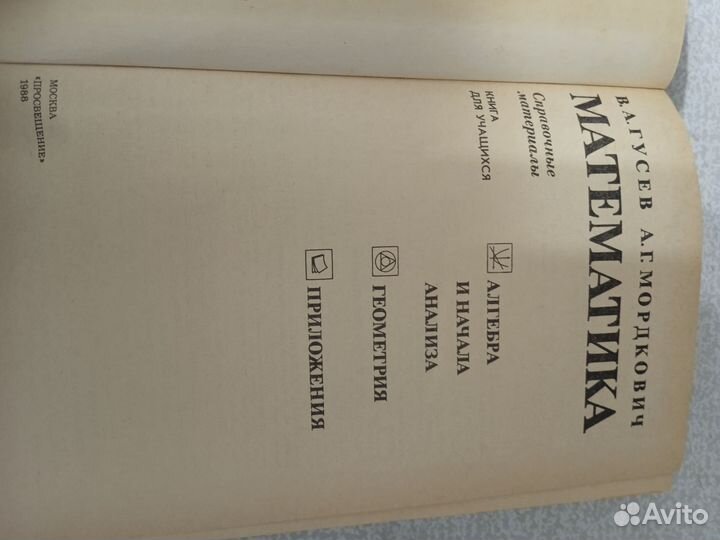 В. А. ГУСЕВ А. Г. МОРДКОВИЧ
МАТЕМАТИКА
Справочные
материалы
КНИГА
ДЛЯ УЧАЩИХСЯ
АЛГЕБРА
И НАЧАЛА
АНАЛИЗА
ГЕОМЕТРИЯ
ПРИЛОЖЕНИЯ
МОСКВА
«ПРОСВЕЩЕНИЕ»
1988
Avito